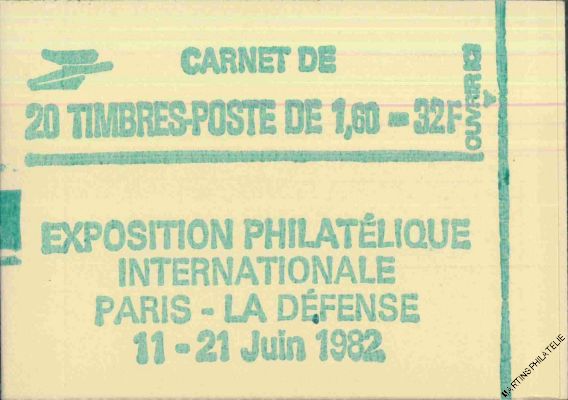 CARNET DE
20 TIMBRES-POSTE DE 1,60 - 32F
OUVRIR ICI
EXPOSITION PHILATÉLIQUE
INTERNATIONALE
PARIS - LA DÉFENSE
11 - 21 Juin 1982
MARTINS PHILATELIE